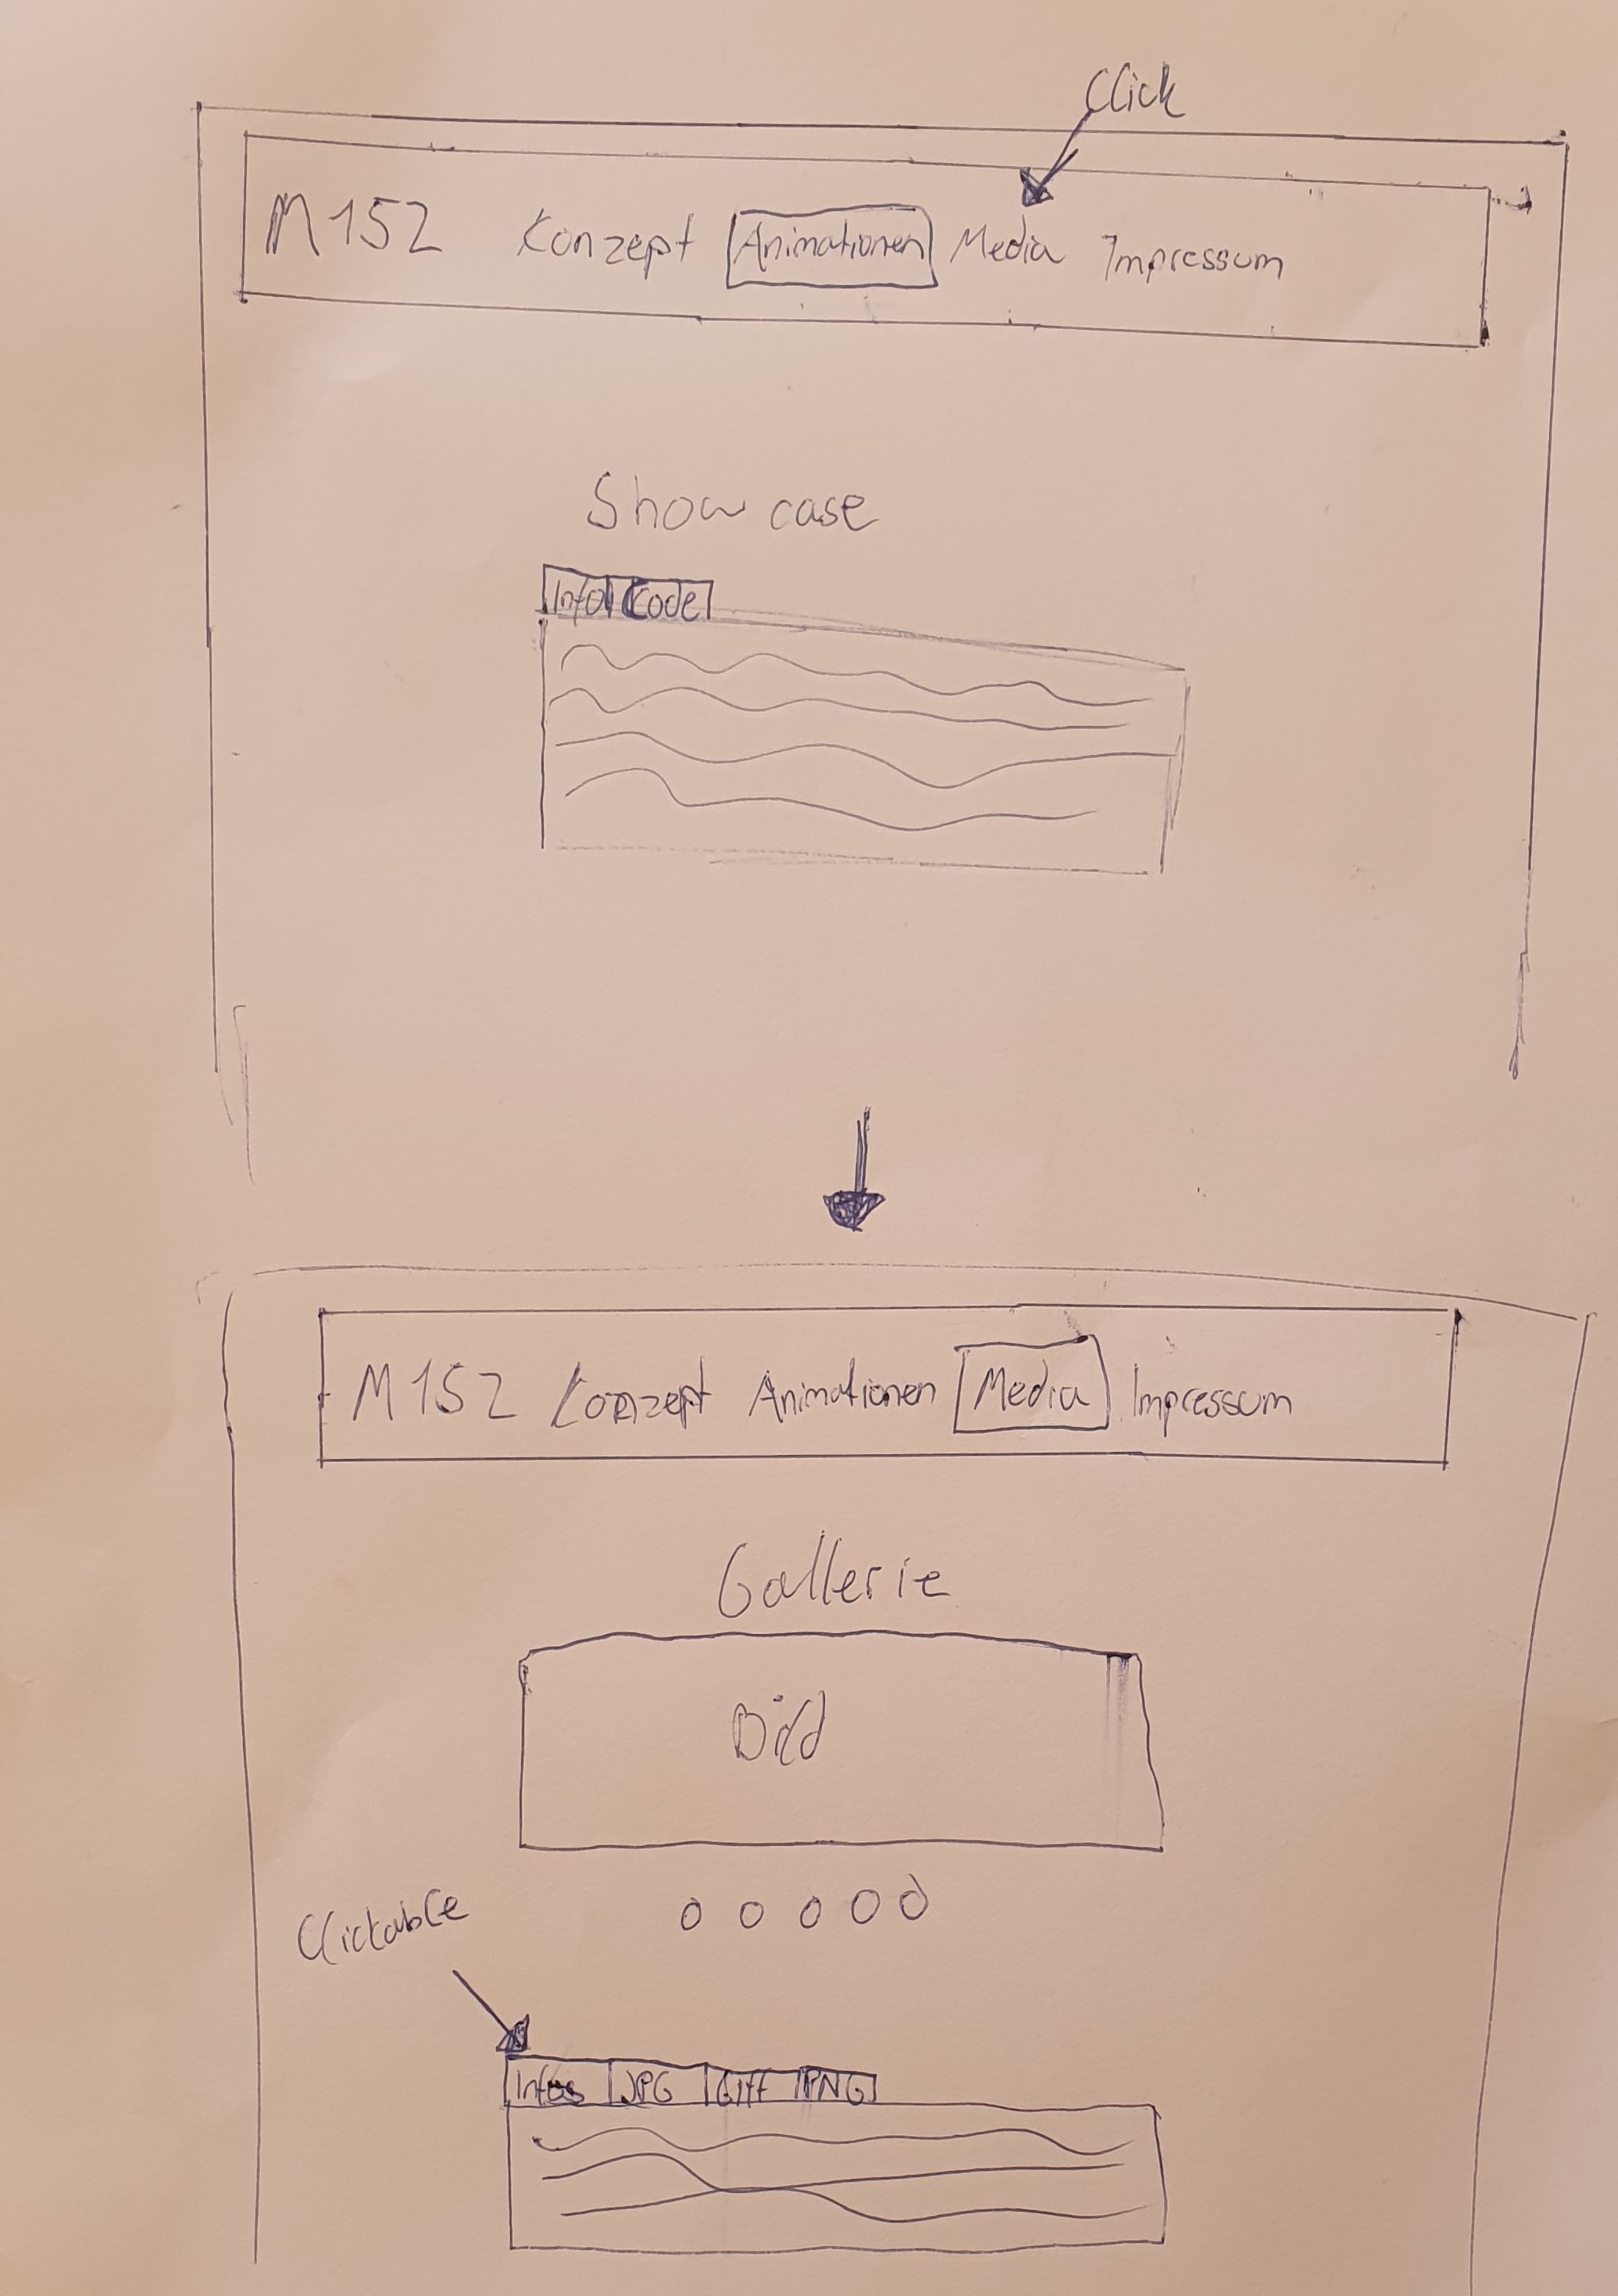 Click
M152 Konzept Animationen Media Impressum
Show case
Info Code
M152 Konzept Animationen Media Impressum
Gallerie
Bild
Clickable
Infos JPG Giff PNG